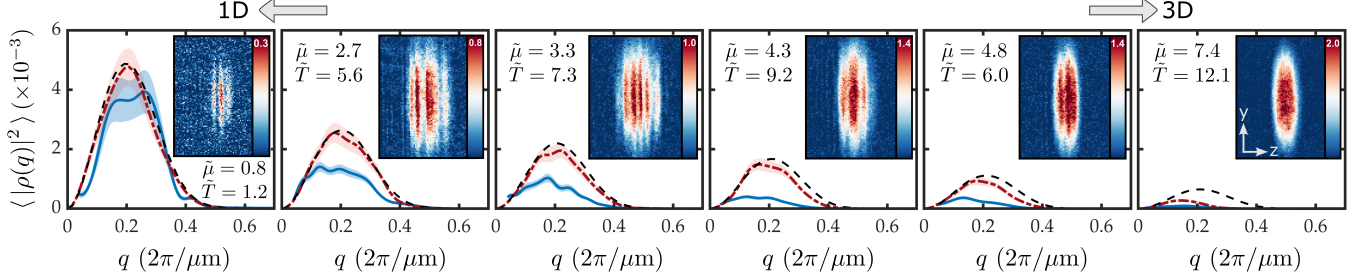 1D
3D
⟨ |ρ(q)|² ⟩ (×10⁻³)
6
4
2
0
0.3
μ̃ = 0.8
T̃ = 1.2
0 0.2 0.4 0.6
q (2π/μm)
μ̃ = 2.7
T̃ = 5.6
0.8
0 0.2 0.4 0.6
q (2π/μm)
μ̃ = 3.3
T̃ = 7.3
1.0
0 0.2 0.4 0.6
q (2π/μm)
μ̃ = 4.3
T̃ = 9.2
1.4
0 0.2 0.4 0.6
q (2π/μm)
μ̃ = 4.8
T̃ = 6.0
1.4
0 0.2 0.4 0.6
q (2π/μm)
μ̃ = 7.4
T̃ = 12.1
2.0
y
z
0 0.2 0.4 0.6
q (2π/μm)